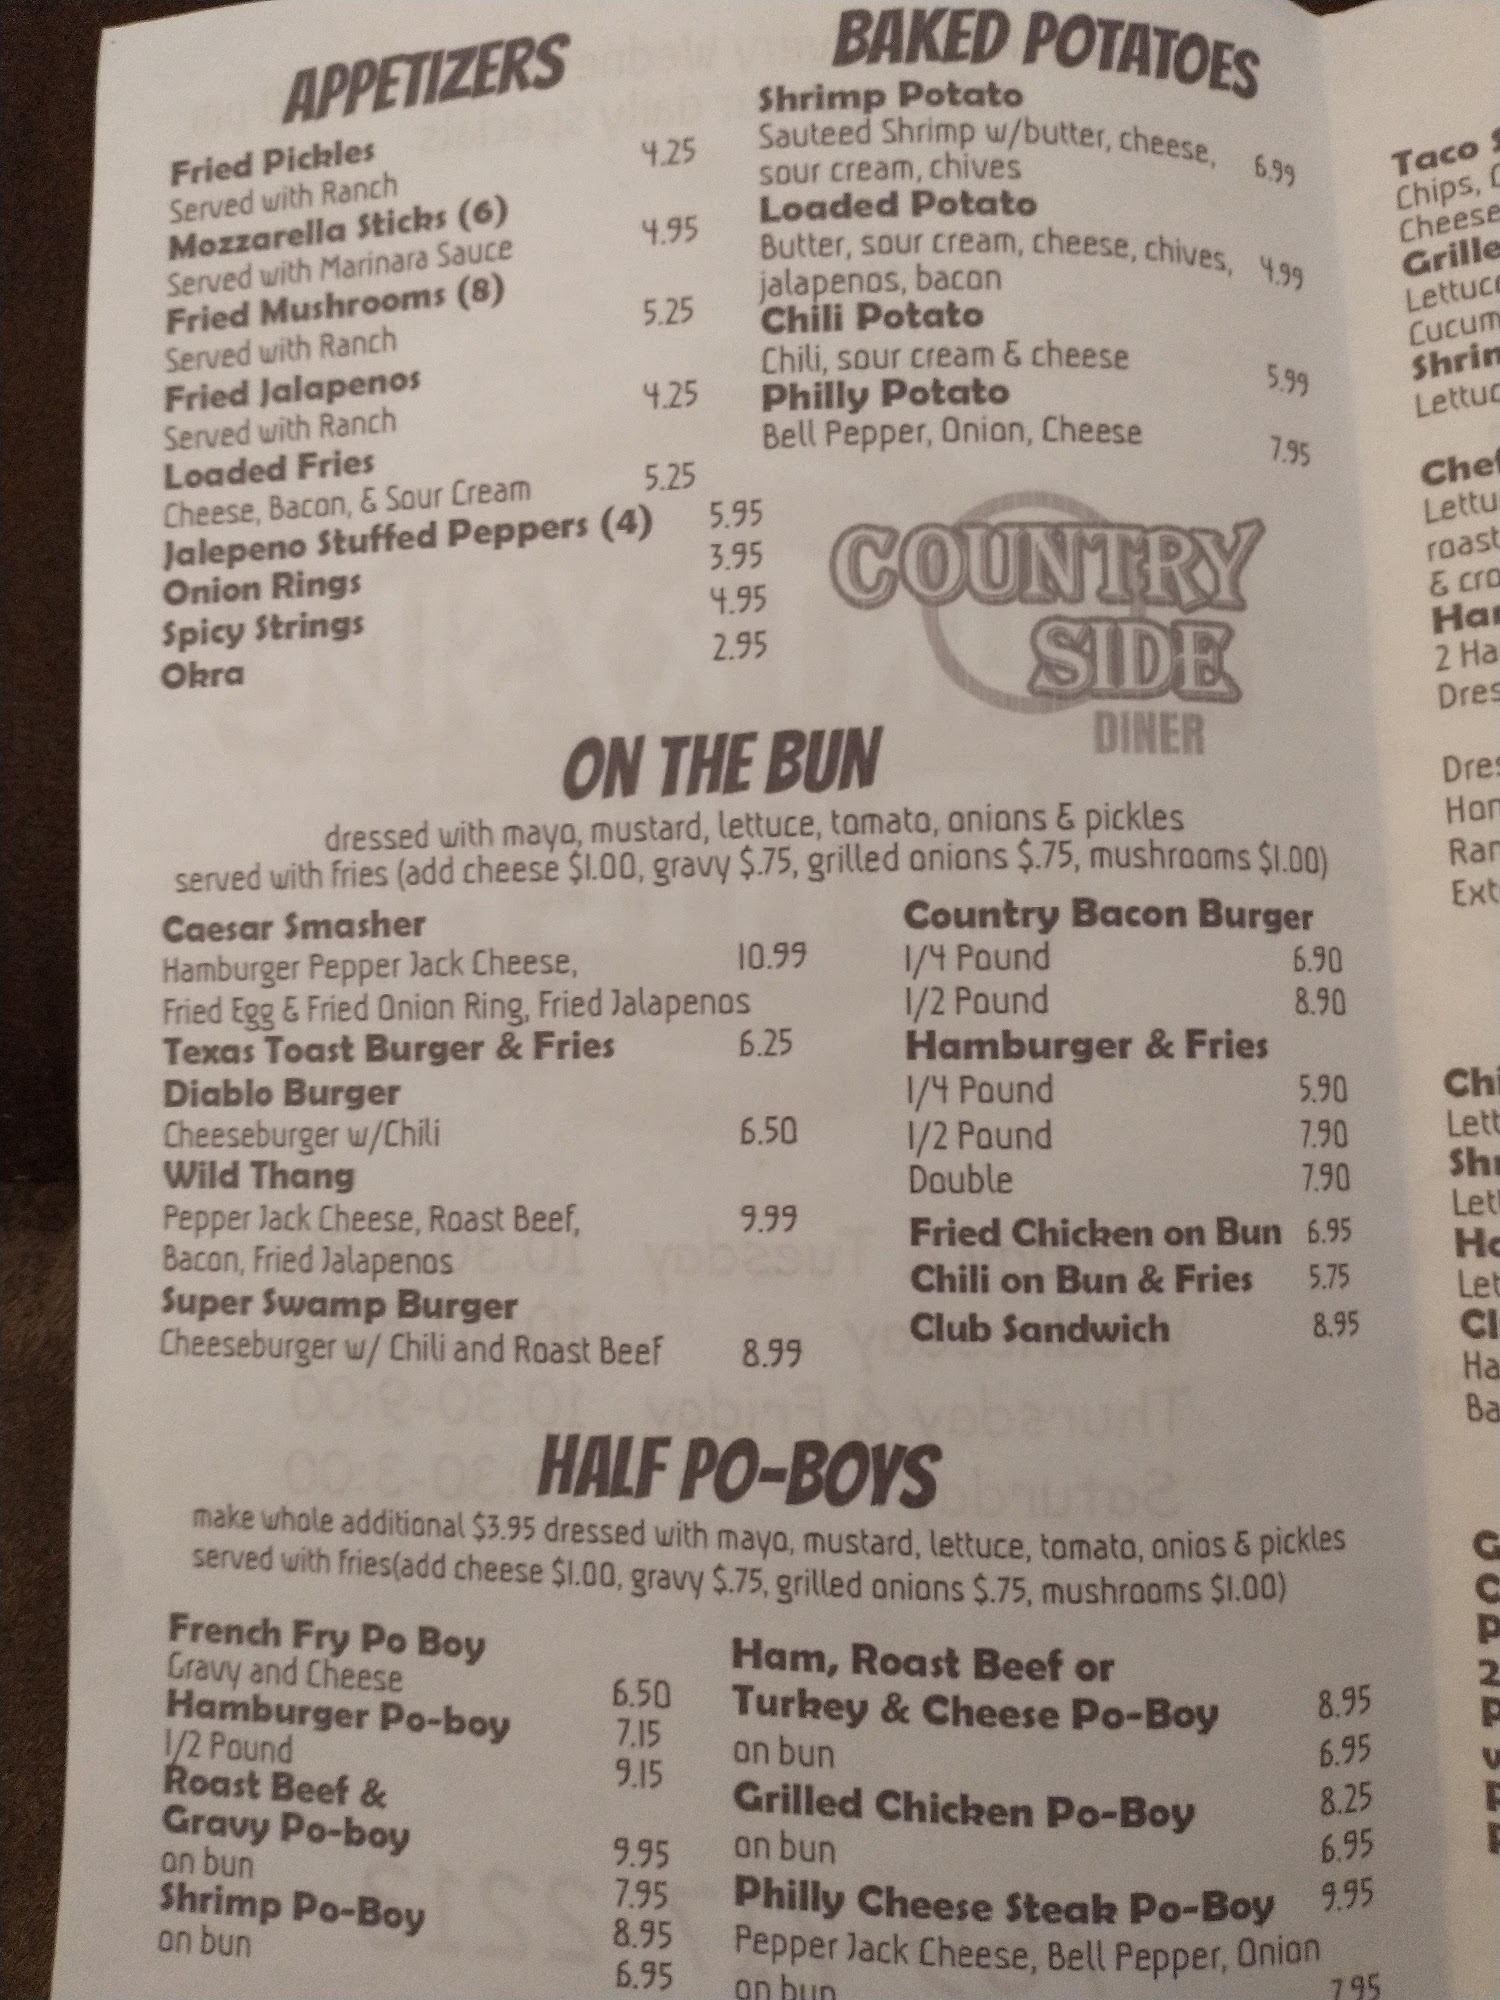 APPETIZERS
Fried Pickles 4.25
Served with Ranch
Mozzarella Sticks (6) 4.95
Served with Marinara Sauce
Fried Mushrooms (8) 5.25
Served with Ranch
Fried Jalapenos 4.25
Served with Ranch
Loaded Fries 5.25
Cheese, Bacon, & Sour Cream
Jalepeno Stuffed Peppers (4) 5.95
Onion Rings 3.95
Spicy Strings 4.95
Okra 2.95
BAKED POTATOES
Shrimp Potato
Sauteed Shrimp w/butter, cheese, 6.99
sour cream, chives
Loaded Potato
Butter, sour cream, cheese, chives, 4.99
jalapenos, bacon
Chili Potato
Chili, sour cream & cheese 5.99
Philly Potato
Bell Pepper, Onion, Cheese 7.95
COUNTRY
SIDE
DINER
ON THE BUN
dressed with mayo, mustard, lettuce, tomato, onions & pickles
served with fries (add cheese $1.00, gravy $.75, grilled onions $.75, mushrooms $1.00)
Caesar Smasher
Hamburger Pepper Jack Cheese, 10.99
Fried Egg & Fried Onion Ring, Fried Jalapenos
Texas Toast Burger & Fries 6.25
Diablo Burger
Cheeseburger w/Chili 6.50
Wild Thang
Pepper Jack Cheese, Roast Beef, 9.99
Bacon, Fried Jalapenos
Super Swamp Burger
Cheeseburger w/ Chili and Roast Beef 8.99
Country Bacon Burger
1/4 Pound 6.90
1/2 Pound 8.90
Hamburger & Fries
1/4 Pound 5.90
1/2 Pound 7.90
Double 7.90
Fried Chicken on Bun 6.95
Chili on Bun & Fries 5.75
Club Sandwich 8.95
HALF PO-BOYS
make whole additional $3.95 dressed with mayo, mustard, lettuce, tomato, onios & pickles
served with fries(add cheese $1.00, gravy $.75, grilled onions $.75, mushrooms $1.00)
French Fry Po Boy
Gravy and Cheese 6.50
Hamburger Po-boy 7.15
1/2 Pound 9.15
Roast Beef &
Gravy Po-boy 9.95
on bun 7.95
Shrimp Po-Boy 8.95
on bun 6.95
Ham, Roast Beef or
Turkey & Cheese Po-Boy 8.95
on bun 6.95
Grilled Chicken Po-Boy 8.25
on bun 6.95
Philly Cheese Steak Po-Boy 9.95
Pepper Jack Cheese, Bell Pepper, Onion
on bun 7.95
Taco
Chips,
Cheese